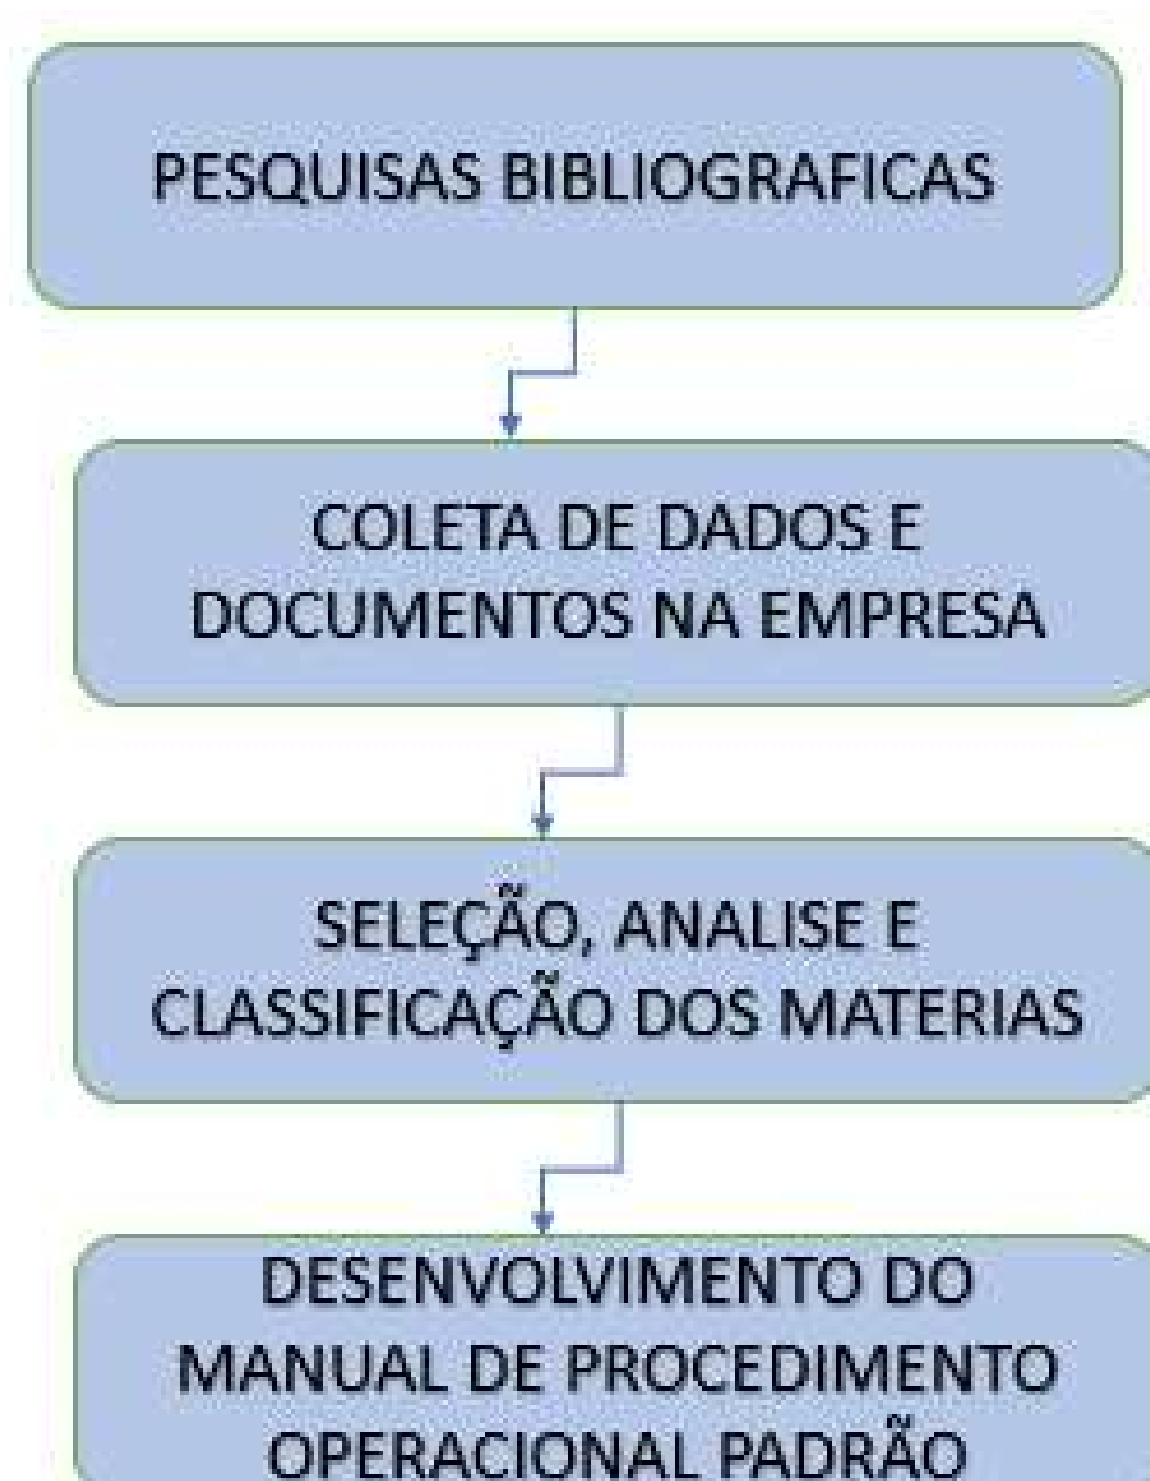 PESQUISAS BIBLIOGRAFICAS
COLETA DE DADOS E
DOCUMENTOS NA EMPRESA
SELEÇÃO, ANALISE E
CLASSIFICAÇÃO DOS MATERIAS
DESENVOLVIMENTO DO
MANUAL DE PROCEDIMENTO
OPERACIONAL PADRÃO